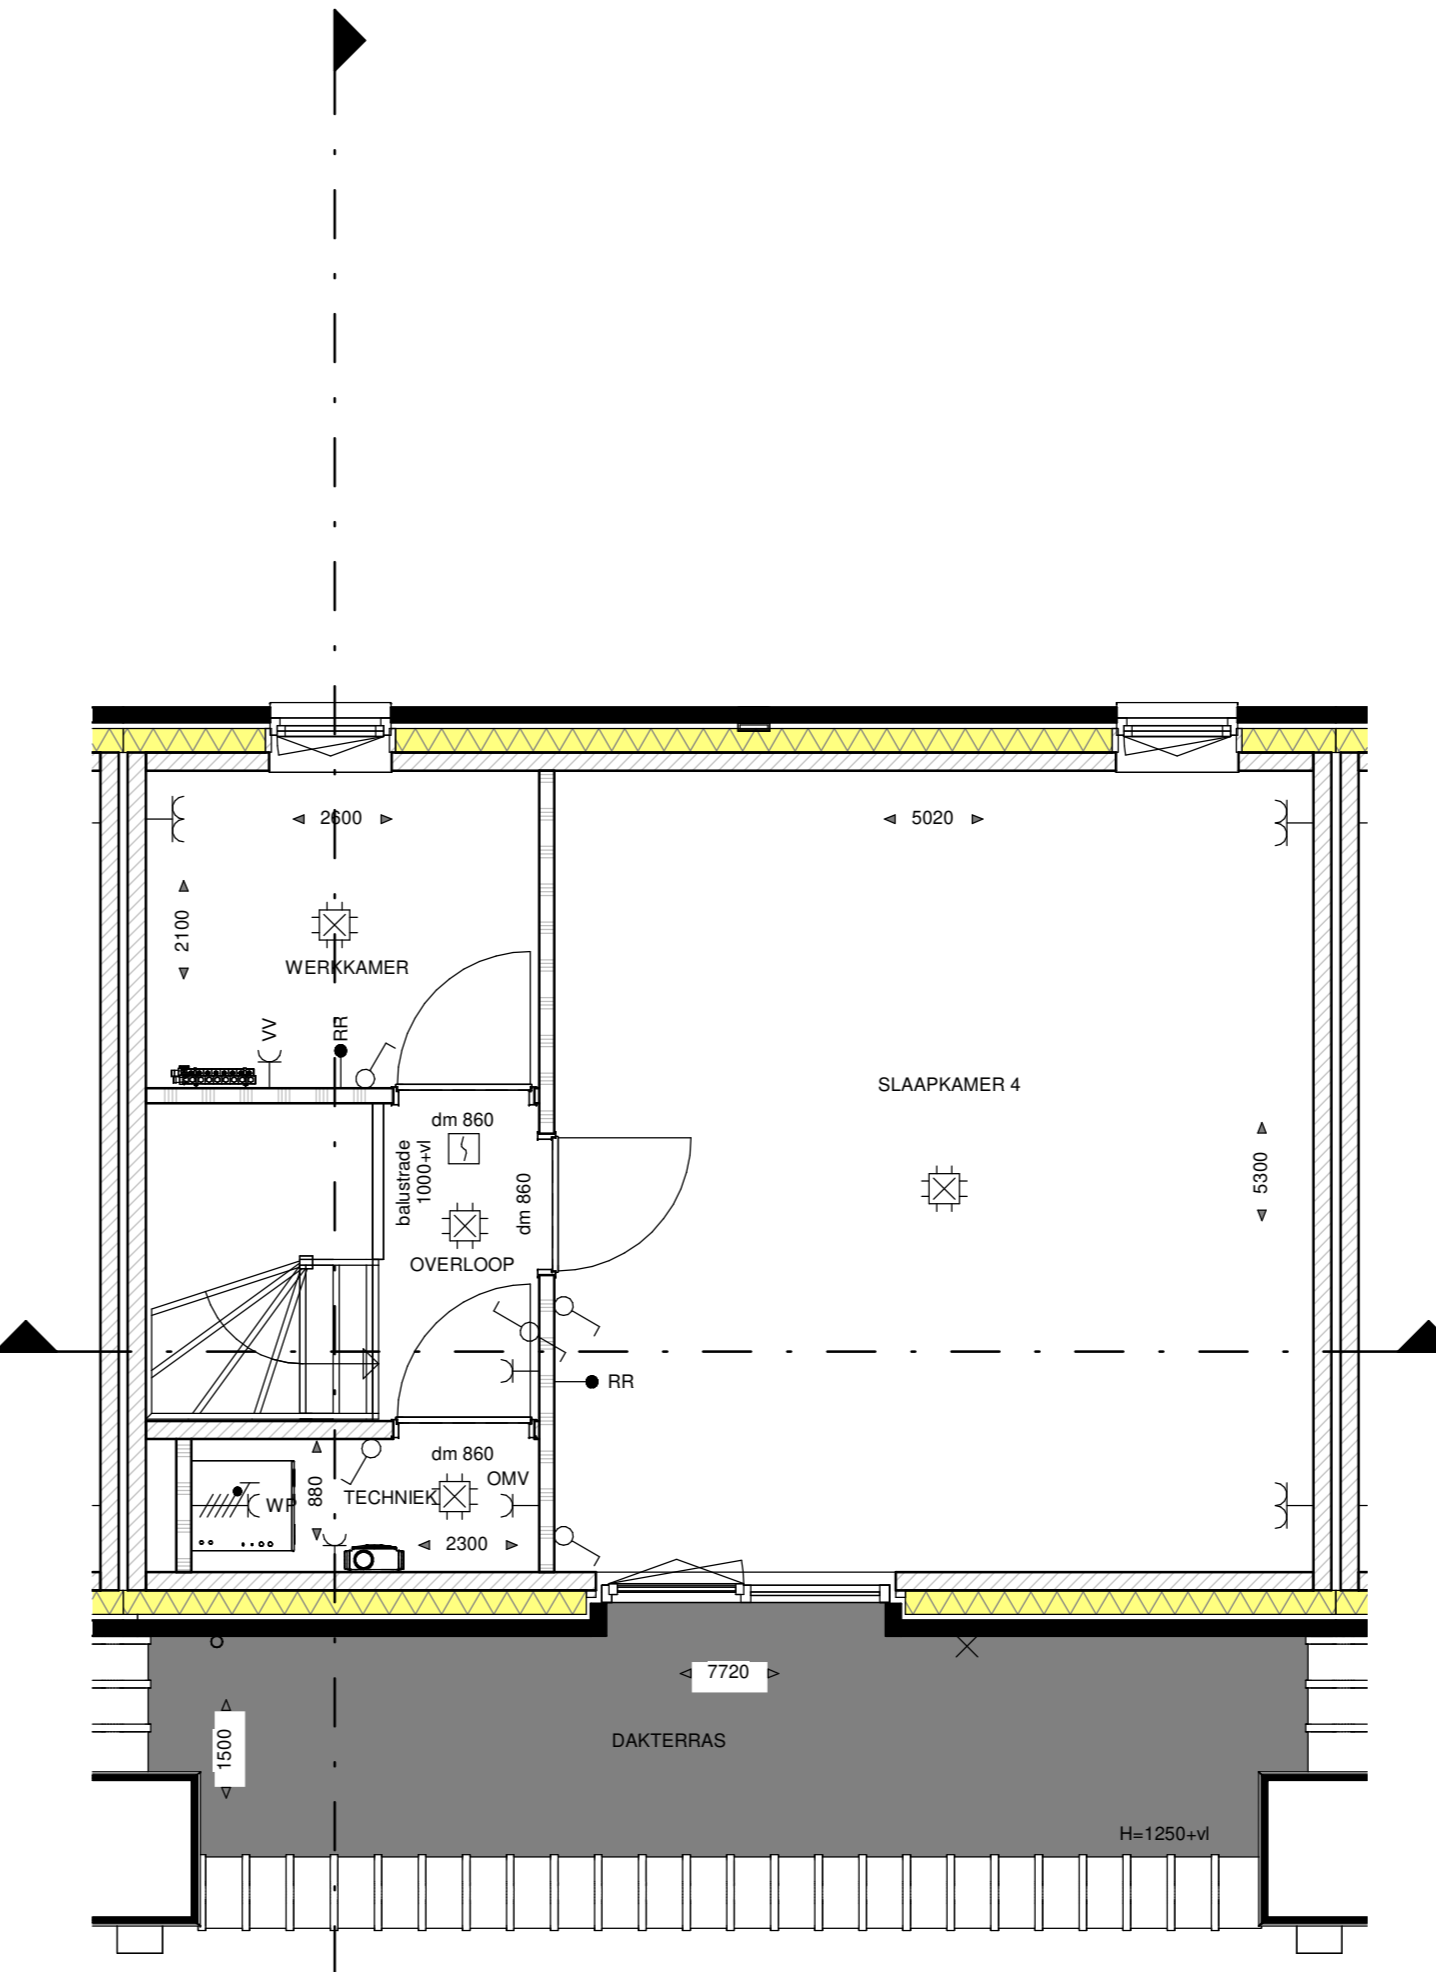 2600
5020
2100
WERKKAMER
VV
RR
SLAAPKAMER 4
dm 860
balustrade
1000+vl
dm 860
5300
OVERLOOP
RR
dm 860
OMV
880
TECHNIEK
WP
2300
7720
1500
DAKTERRAS
H=1250+vl